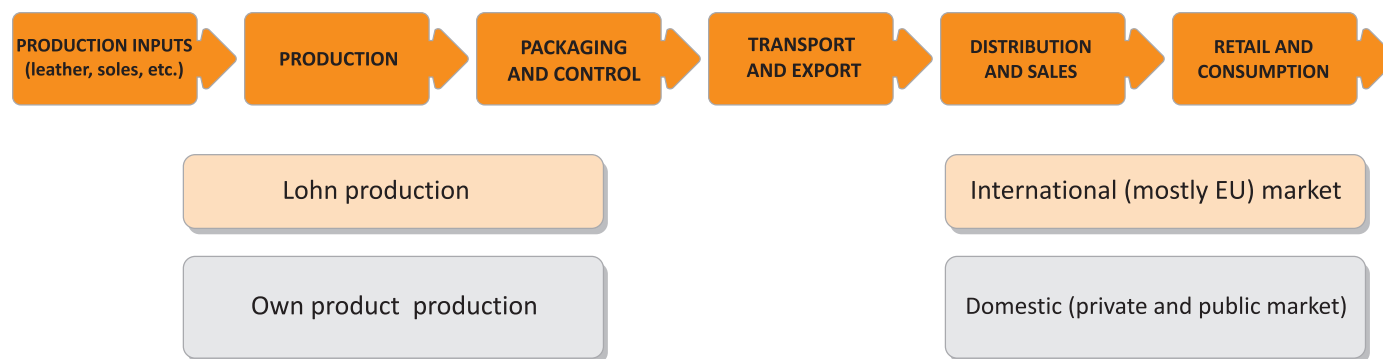 PRODUCTION INPUTS
(leather, soles, etc.)
PRODUCTION
PACKAGING
AND CONTROL
TRANSPORT
AND EXPORT
DISTRIBUTION
AND SALES
RETAIL AND
CONSUMPTION
Lohn production
International (mostly EU) market
Own product production
Domestic (private and public market)